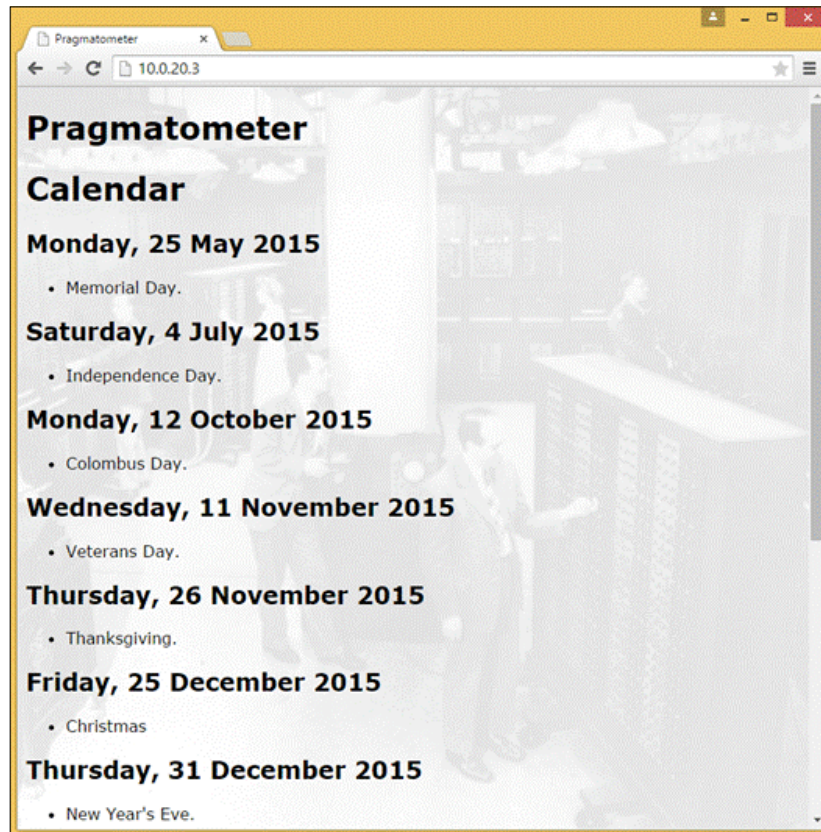 Pragmatometer
10.0.20.3
Pragmatometer
Calendar
Monday, 25 May 2015
• Memorial Day.
Saturday, 4 July 2015
• Independence Day.
Monday, 12 October 2015
• Colombus Day.
Wednesday, 11 November 2015
• Veterans Day.
Thursday, 26 November 2015
• Thanksgiving.
Friday, 25 December 2015
• Christmas
Thursday, 31 December 2015
• New Year's Eve.